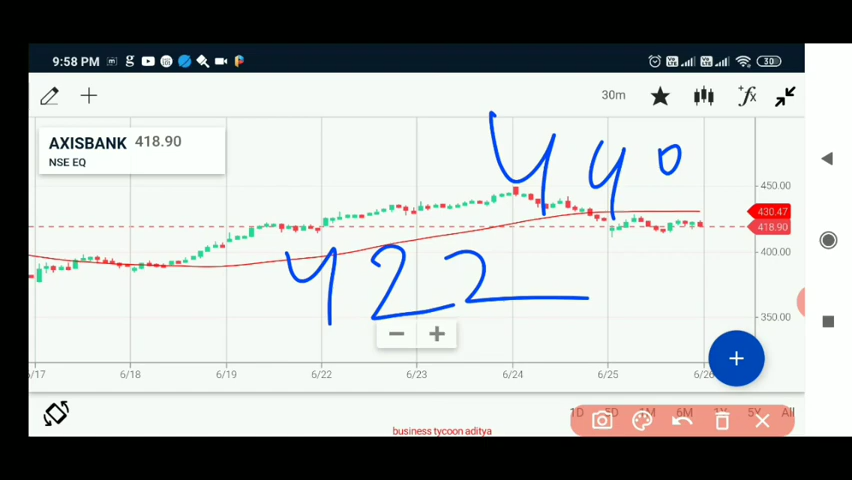 9:58 PM
30
30m
fx
AXISBANK 418.90
NSE EQ
440
450.00
430.47
418.90
422
400.00
350.00
− +
+
6/17 6/18 6/19 6/22 6/23 6/24 6/25 6/26
1D 5D 1M 6M 1Y 5Y All
business tycoon aditya